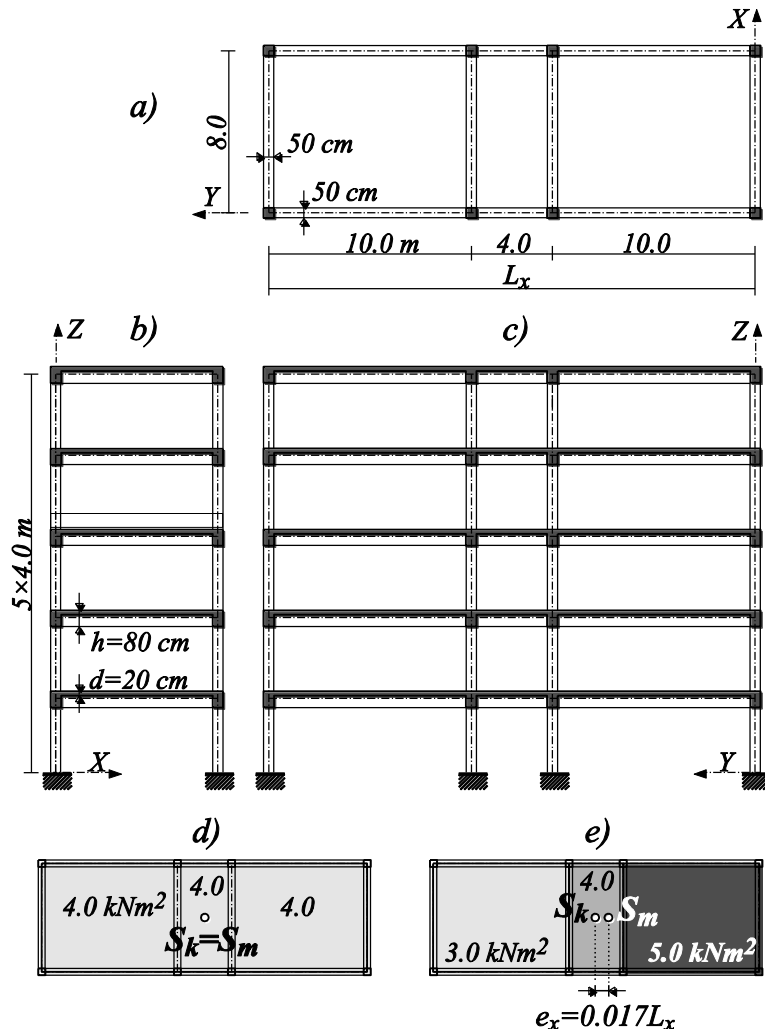 X
a)
8.0
50 cm
50 cm
Y
10.0 m 4.0 10.0
Lx
Z b) c) Z
5×4.0 m
h=80 cm
d=20 cm
X Y
d) e)
4.0 kNm² 4.0 4.0
Sk=Sm
4.0
Sk Sm
3.0 kNm² 5.0 kNm²
ex=0.017Lx